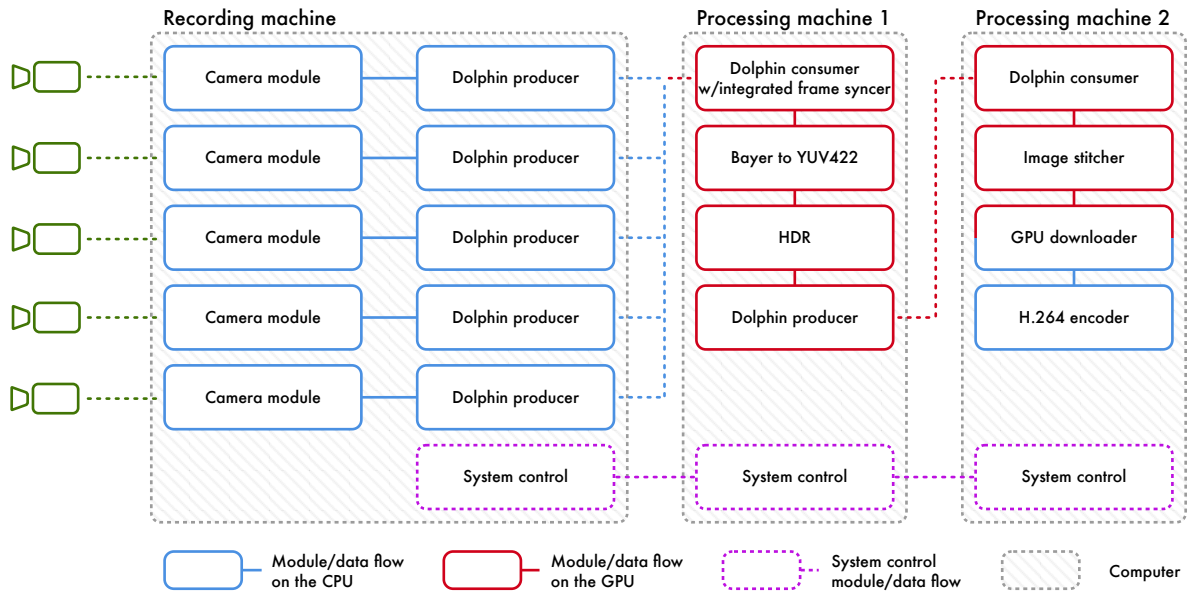 Recording machine
Processing machine 1
Processing machine 2
Camera module
Dolphin producer
Dolphin consumer
w/integrated frame syncer
Dolphin consumer
Camera module
Dolphin producer
Bayer to YUV422
Image stitcher
Camera module
Dolphin producer
HDR
GPU downloader
Camera module
Dolphin producer
Dolphin producer
H.264 encoder
Camera module
Dolphin producer
System control
System control
System control
Module/data flow
on the CPU
Module/data flow
on the GPU
System control
module/data flow
Computer